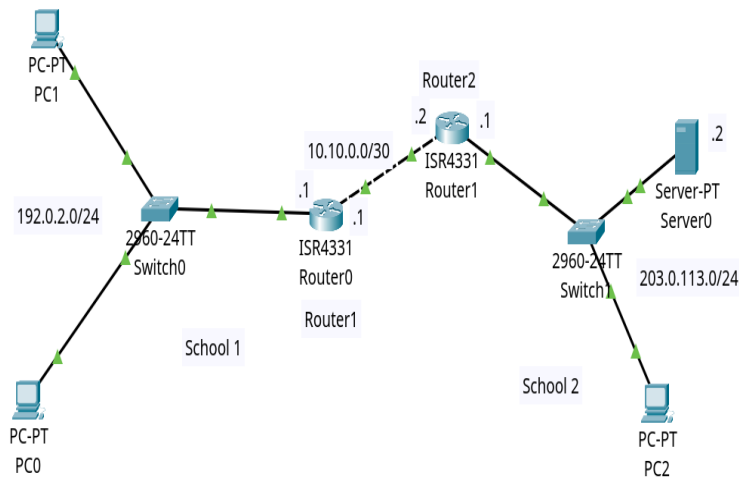 PC-PT
PC1
Router2
.2
.1
.2
10.10.0.0/30
ISR4331
Router1
Server-PT
Server0
.1
.1
192.0.2.0/24
2960-24TT
Switch0
ISR4331
Router0
Router1
2960-24TT
Switch1
203.0.113.0/24
School 1
School 2
PC-PT
PC0
PC-PT
PC2